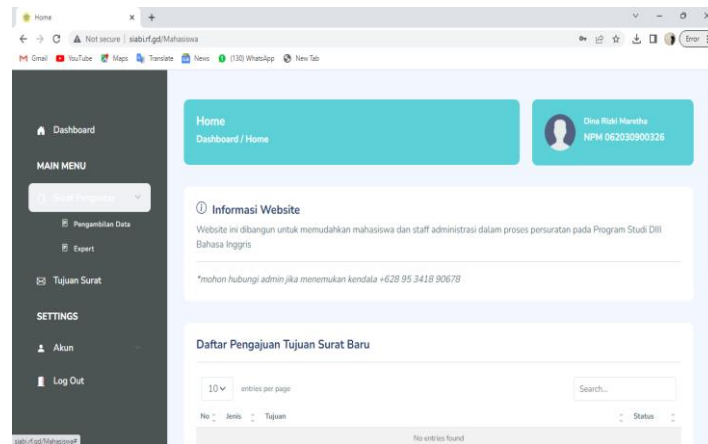 Home
Not secure siabi.rf.gd/Mahasiswa
Error
Gmail YouTube Maps Translate News (130) WhatsApp New Tab
Dashboard
MAIN MENU
Surat Pengantar
Pengambilan Data
Expert
Tujuan Surat
SETTINGS
Akun
Log Out
Home
Dashboard / Home
Dina Rizki Maretha
NPM 062030900326
Informasi Website
Website ini dibangun untuk memudahkan mahasiswa dan staff administrasi dalam proses persuratan pada Program Studi DIII
Bahasa Inggris
*mohon hubungi admin jika menemukan kendala +628 95 3418 90678
Daftar Pengajuan Tujuan Surat Baru
10 entries per page
Search...
No Jenis Tujuan Status
No entries found
siabi.rf.gd/Mahasiswa#